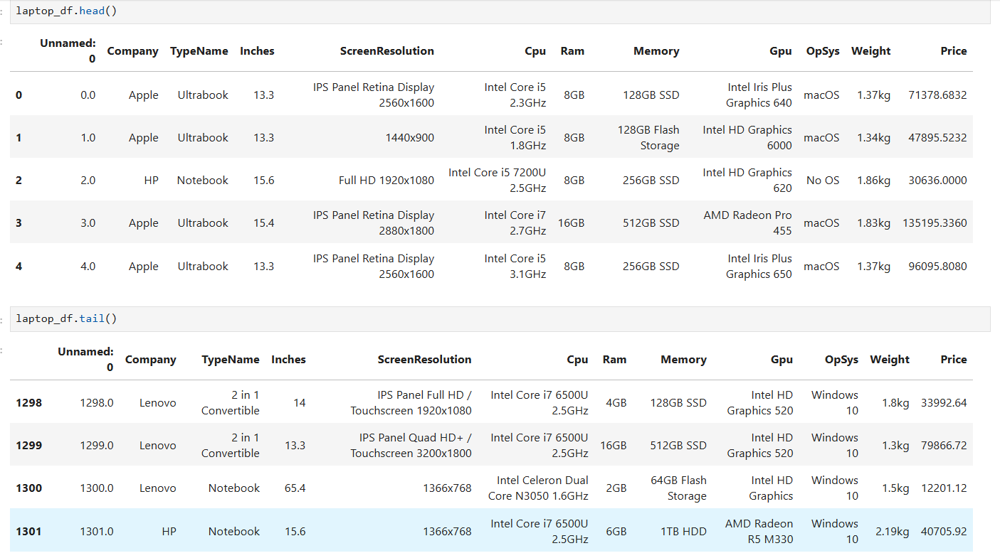 laptop_df.head()
Unnamed: 0 Company TypeName Inches ScreenResolution Cpu Ram Memory Gpu OpSys Weight Price
0 0.0 Apple Ultrabook 13.3 IPS Panel Retina Display 2560x1600 Intel Core i5 2.3GHz 8GB 128GB SSD Intel Iris Plus Graphics 640 macOS 1.37kg 71378.6832
1 1.0 Apple Ultrabook 13.3 1440x900 Intel Core i5 1.8GHz 8GB 128GB Flash Storage Intel HD Graphics 6000 macOS 1.34kg 47895.5232
2 2.0 HP Notebook 15.6 Full HD 1920x1080 Intel Core i5 7200U 2.5GHz 8GB 256GB SSD Intel HD Graphics 620 No OS 1.86kg 30636.0000
3 3.0 Apple Ultrabook 15.4 IPS Panel Retina Display 2880x1800 Intel Core i7 2.7GHz 16GB 512GB SSD AMD Radeon Pro 455 macOS 1.83kg 135195.3360
4 4.0 Apple Ultrabook 13.3 IPS Panel Retina Display 2560x1600 Intel Core i5 3.1GHz 8GB 256GB SSD Intel Iris Plus Graphics 650 macOS 1.37kg 96095.8080
laptop_df.tail()
Unnamed: 0 Company TypeName Inches ScreenResolution Cpu Ram Memory Gpu OpSys Weight Price
1298 1298.0 Lenovo 2 in 1 Convertible 14 IPS Panel Full HD / Touchscreen 1920x1080 Intel Core i7 6500U 2.5GHz 4GB 128GB SSD Intel HD Graphics 520 Windows 10 1.8kg 33992.64
1299 1299.0 Lenovo 2 in 1 Convertible 13.3 IPS Panel Quad HD+ / Touchscreen 3200x1800 Intel Core i7 6500U 2.5GHz 16GB 512GB SSD Intel HD Graphics 520 Windows 10 1.3kg 79866.72
1300 1300.0 Lenovo Notebook 65.4 1366x768 Intel Celeron Dual Core N3050 1.6GHz 2GB 64GB Flash Storage Intel HD Graphics Windows 10 1.5kg 12201.12
1301 1301.0 HP Notebook 15.6 1366x768 Intel Core i7 6500U 2.5GHz 6GB 1TB HDD AMD Radeon R5 M330 Windows 10 2.19kg 40705.92